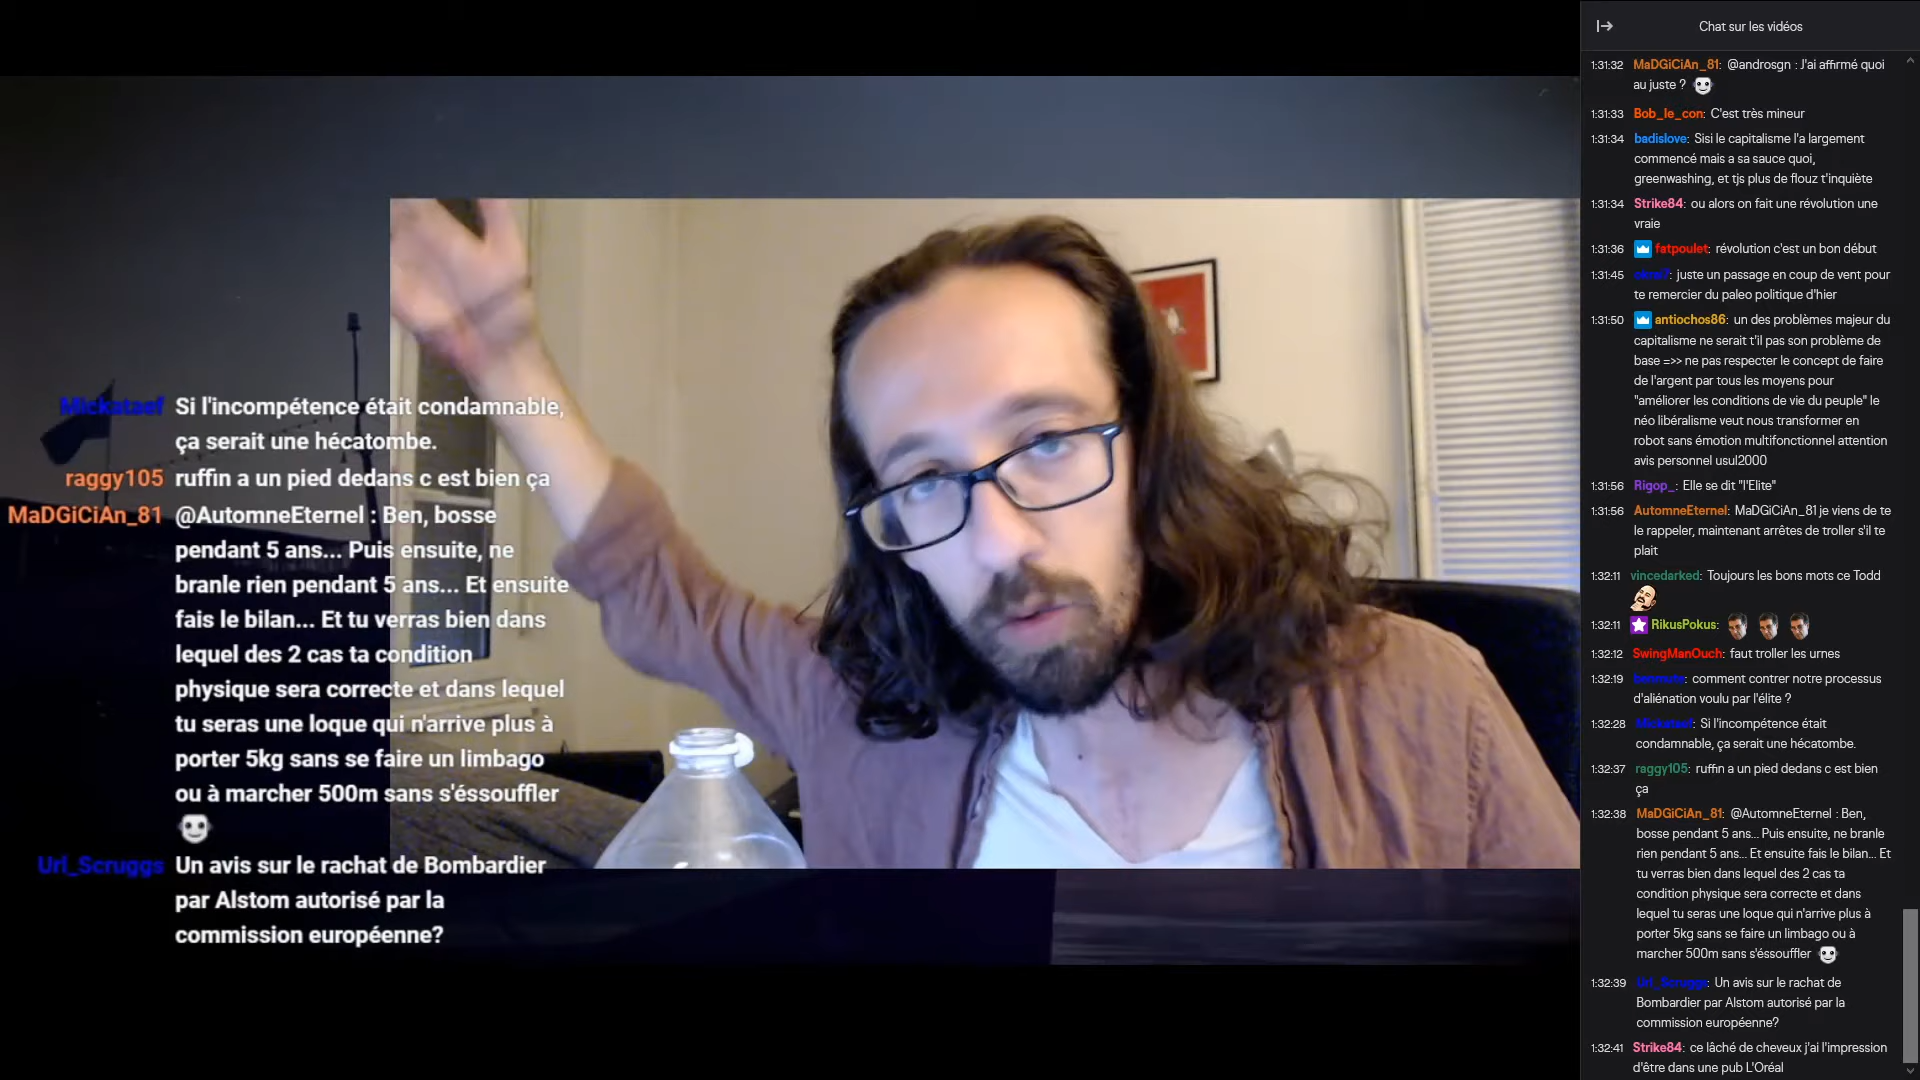 Mickataef Si l'incompétence était condamnable,
ça serait une hécatombe.
raggy105 ruffin a un pied dedans c est bien ça
MaDGiCiAn_81 @AutomneEternel : Ben, bosse
pendant 5 ans... Puis ensuite, ne
branle rien pendant 5 ans... Et ensuite
fais le bilan... Et tu verras bien dans
lequel des 2 cas ta condition
physique sera correcte et dans lequel
tu seras une loque qui n'arrive plus à
porter 5kg sans se faire un limbago
ou à marcher 500m sans s'éssouffler
Url_Scruggs Un avis sur le rachat de Bombardier
par Alstom autorisé par la
commission européenne?
Chat sur les vidéos
1:31:32 MaDGiCiAn_81: @androsgn : J'ai affirmé quoi
au juste ?
1:31:33 Bob_le_con: C'est très mineur
1:31:34 badislove: Sisi le capitalisme l'a largement
commencé mais a sa sauce quoi,
greenwashing, et tjs plus de flouz t'inquiète
1:31:34 Strike84: ou alors on fait une révolution une
vraie
1:31:36 fatpoulet: révolution c'est un bon début
1:31:45 : juste un passage en coup de vent pour
te remercier du paleo politique d'hier
1:31:50 antiochos86: un des problèmes majeur du
capitalisme ne serait t'il pas son problème de
base =>> ne pas respecter le concept de faire
de l'argent par tous les moyens pour
"améliorer les conditions de vie du peuple" le
néo libéralisme veut nous transformer en
robot sans émotion multifonctionnel attention
avis personnel usul2000
1:31:56 Rigop_: Elle se dit "l'Elite"
1:31:56 AutomneEternel: MaDGiCiAn_81 je viens de te
le rappeler, maintenant arrêtes de troller s'il te
plait
1:32:11 vincedarked: Toujours les bons mots ce Todd
1:32:11 RikusPokus:
1:32:12 SwingManOuch: faut troller les urnes
1:32:19 : comment contrer notre processus
d'aliénation voulu par l'élite ?
1:32:28 Mickataef: Si l'incompétence était
condamnable, ça serait une hécatombe.
1:32:37 raggy105: ruffin a un pied dedans c est bien
ça
1:32:38 MaDGiCiAn_81: @AutomneEternel : Ben,
bosse pendant 5 ans... Puis ensuite, ne branle
rien pendant 5 ans... Et ensuite fais le bilan... Et
tu verras bien dans lequel des 2 cas ta
condition physique sera correcte et dans
lequel tu seras une loque qui n'arrive plus à
porter 5kg sans se faire un limbago ou à
marcher 500m sans s'éssouffler
1:32:39 Url_Scruggs: Un avis sur le rachat de
Bombardier par Alstom autorisé par la
commission européenne?
1:32:41 Strike84: ce lâché de cheveux j'ai l'impression
d'être dans une pub L'Oréal